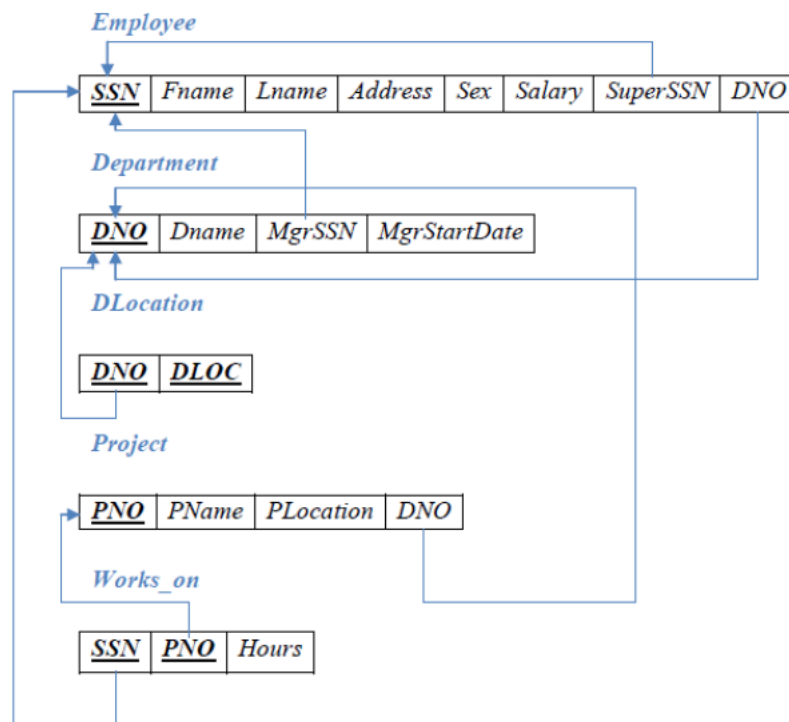 Employee
SSN Fname Lname Address Sex Salary SuperSSN DNO
Department
DNO Dname MgrSSN MgrStartDate
DLocation
DNO DLOC
Project
PNO PName PLocation DNO
Works_on
SSN PNO Hours